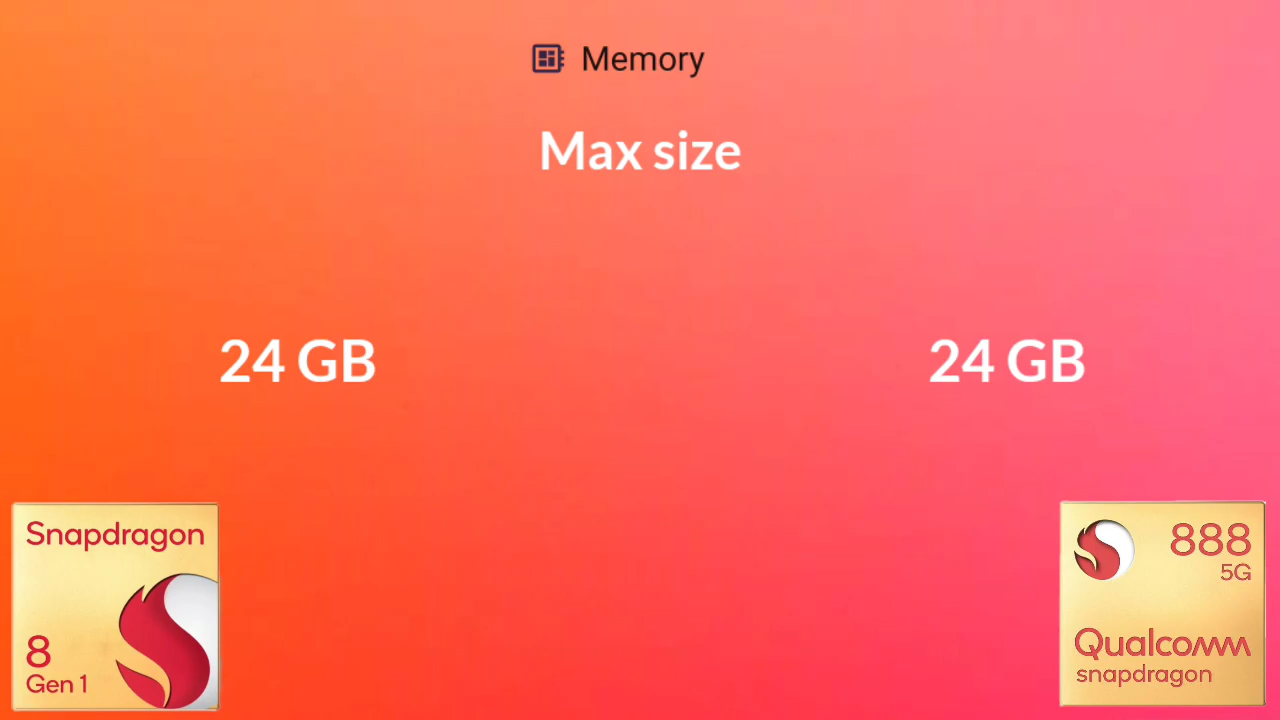 Memory
Max size
24 GB
24 GB
Snapdragon
8
Gen 1
888
5G
Qualcomm
snapdragon